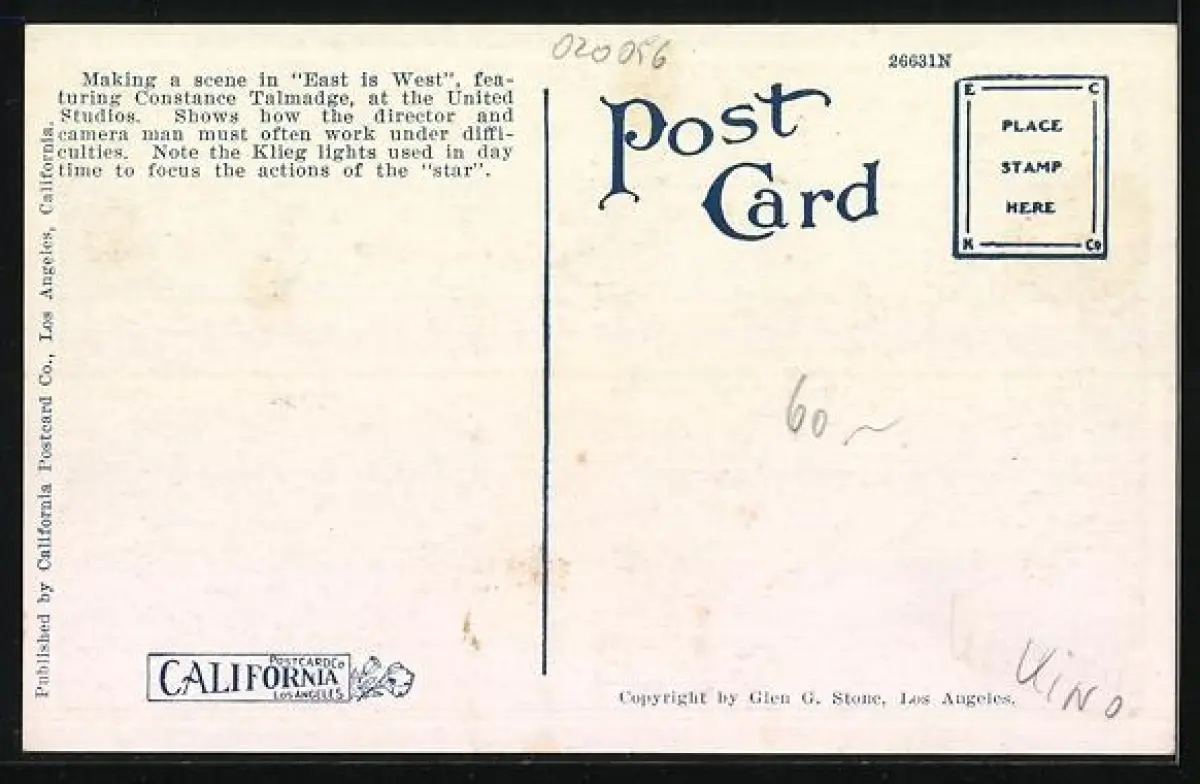 020056
26631N
Making a scene in "East is West", fea-
turing Constance Talmadge, at the United
Studios. Shows how the director and
camera man must often work under diffi-
culties. Note the Klieg lights used in day
time to focus the actions of the "star".
Published by California Postcard Co., Los Angeles, California.
Post
Card
E C
PLACE
STAMP
HERE
K Co
60 ~
POSTCARD Co
CALIFORNIA
LOS ANGELES
Copyright by Glen G. Stone, Los Angeles.
KINO